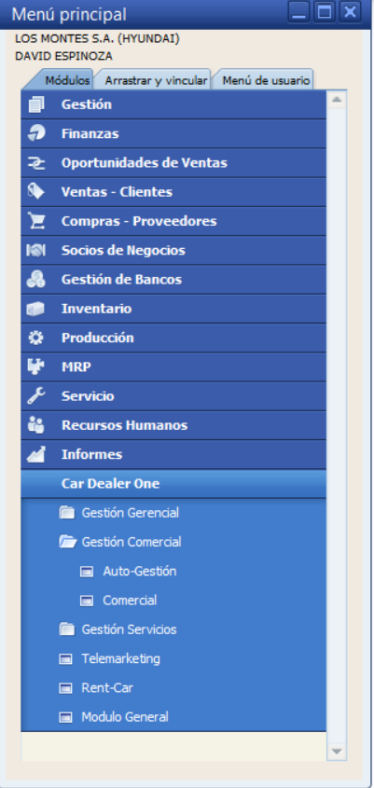 Menú principal
LOS MONTES S.A. (HYUNDAI)
DAVID ESPINOZA
Módulos Arrastrar y vincular Menú de usuario
Gestión
Finanzas
Oportunidades de Ventas
Ventas - Clientes
Compras - Proveedores
Socios de Negocios
Gestión de Bancos
Inventario
Producción
MRP
Servicio
Recursos Humanos
Informes
Car Dealer One
Gestión Gerencial
Gestión Comercial
Auto-Gestión
Comercial
Gestión Servicios
Telemarketing
Rent-Car
Modulo General